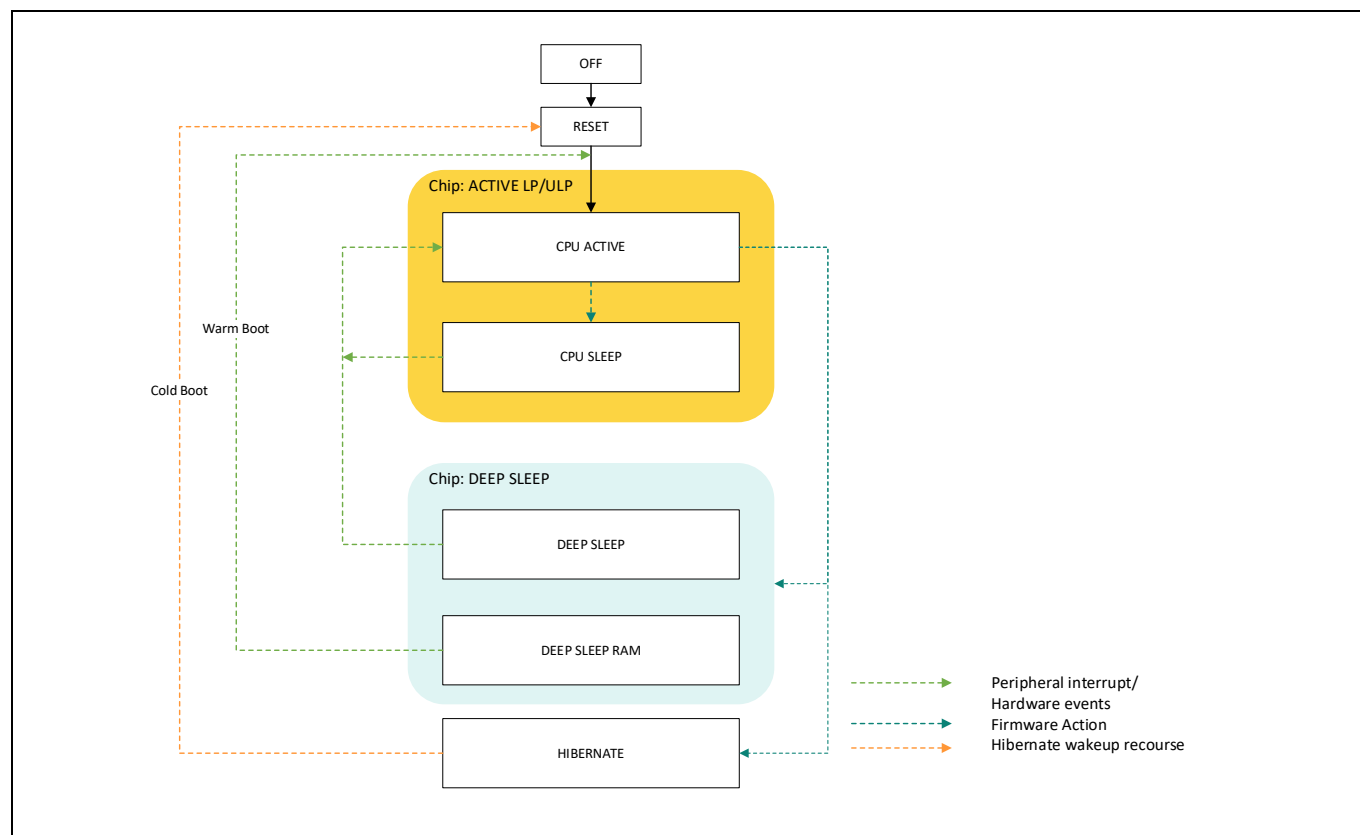 OFF
RESET
Chip: ACTIVE LP/ULP
CPU ACTIVE
Warm Boot
CPU SLEEP
Cold Boot
Chip: DEEP SLEEP
DEEP SLEEP
DEEP SLEEP RAM
HIBERNATE
Peripheral interrupt/
Hardware events
Firmware Action
Hibernate wakeup recourse